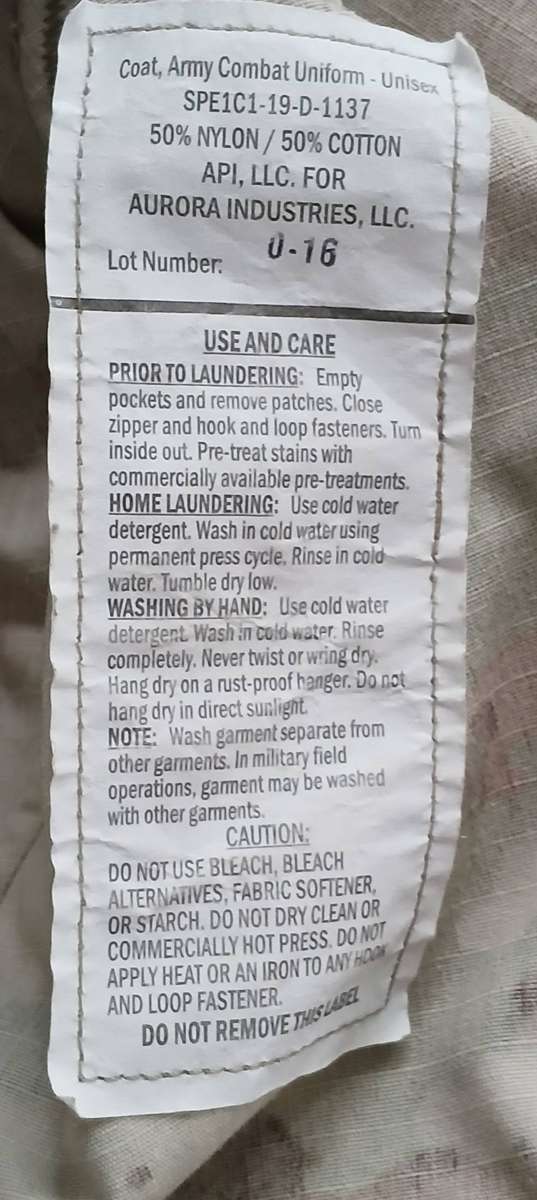 Coat, Army Combat Uniform - Unisex
SPE1C1-19-D-1137
50% NYLON / 50% COTTON
API, LLC. FOR
AURORA INDUSTRIES, LLC.
Lot Number: U-16
USE AND CARE
PRIOR TO LAUNDERING: Empty
pockets and remove patches. Close
zipper and hook and loop fasteners. Turn
inside out. Pre-treat stains with
commercially available pre-treatments.
HOME LAUNDERING: Use cold water
detergent. Wash in cold water using
permanent press cycle. Rinse in cold
water. Tumble dry low.
WASHING BY HAND: Use cold water
detergent. Wash in cold water. Rinse
completely. Never twist or wring dry.
Hang dry on a rust-proof hanger. Do not
hang dry in direct sunlight.
NOTE: Wash garment separate from
other garments. In military field
operations, garment may be washed
with other garments.
CAUTION:
DO NOT USE BLEACH, BLEACH
ALTERNATIVES, FABRIC SOFTENER,
OR STARCH. DO NOT DRY CLEAN OR
COMMERCIALLY HOT PRESS. DO NOT
APPLY HEAT OR AN IRON TO ANY HOOK
AND LOOP FASTENER.
DO NOT REMOVE THIS LABEL